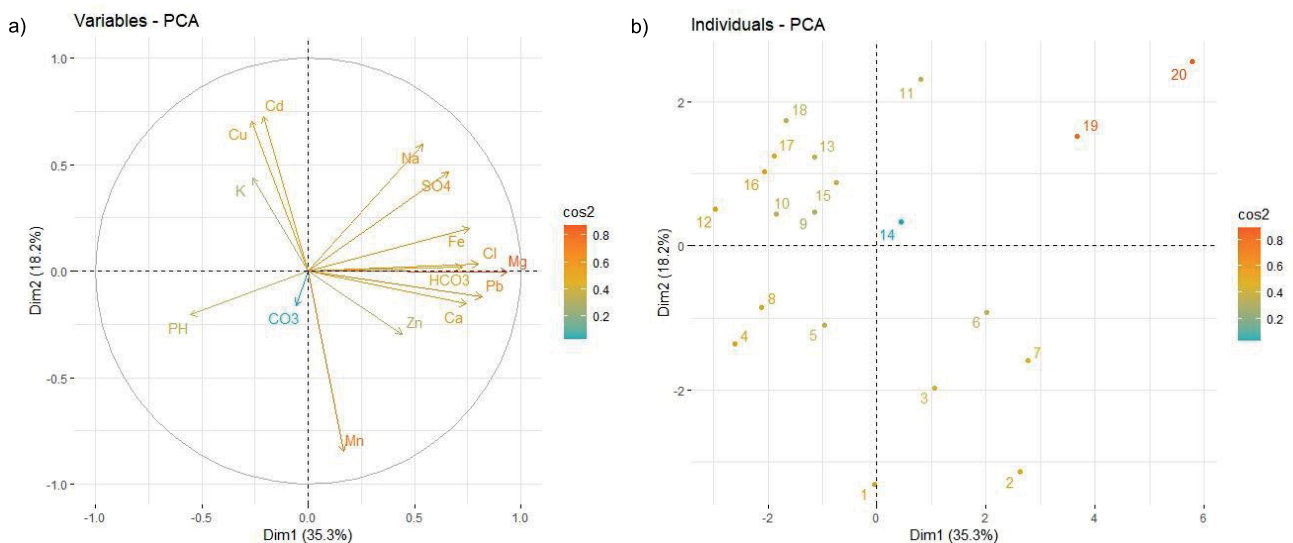 a)
Variables - PCA
1.0
0.5
0.0
-0.5
-1.0
Dim2 (18.2%)
Cd
Cu
K
Na
SO4
Fe
Cl
Mg
HCO3
Pb
Ca
Zn
CO3
PH
Mn
-1.0 -0.5 0.0 0.5 1.0
Dim1 (35.3%)
cos2
0.8
0.6
0.4
0.2
b)
Individuals - PCA
2
0
-2
Dim2 (18.2%)
20
11
19
18
17
13
16
15
10
9
12
14
8
4
5
6
7
3
1
2
-2 0 2 4 6
Dim1 (35.3%)
cos2
0.8
0.6
0.4
0.2